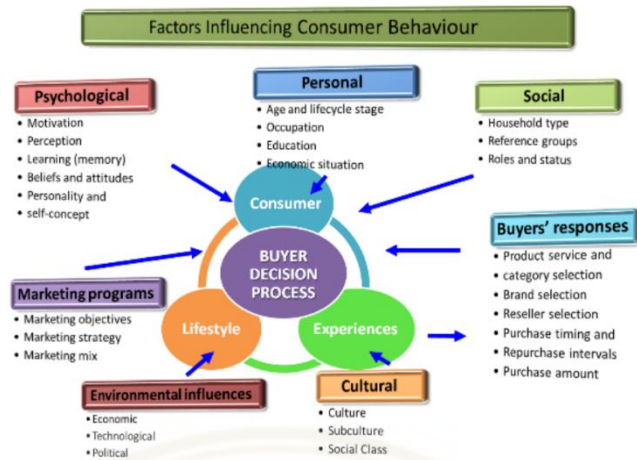 Factors Influencing Consumer Behaviour
Psychological
• Motivation
• Perception
• Learning (memory)
• Beliefs and attitudes
• Personality and
• self-concept
Personal
• Age and lifecycle stage
• Occupation
• Education
• Economic situation
Social
• Household type
• Reference groups
• Roles and status
Consumer
BUYER
DECISION
PROCESS
Lifestyle
Experiences
Buyers' responses
• Product service and
• category selection
• Brand selection
• Reseller selection
• Purchase timing and
• Repurchase intervals
• Purchase amount
Marketing programs
• Marketing objectives
• Marketing strategy
• Marketing mix
Environmental influences
• Economic
• Technological
• Political
Cultural
• Culture
• Subculture
• Social Class